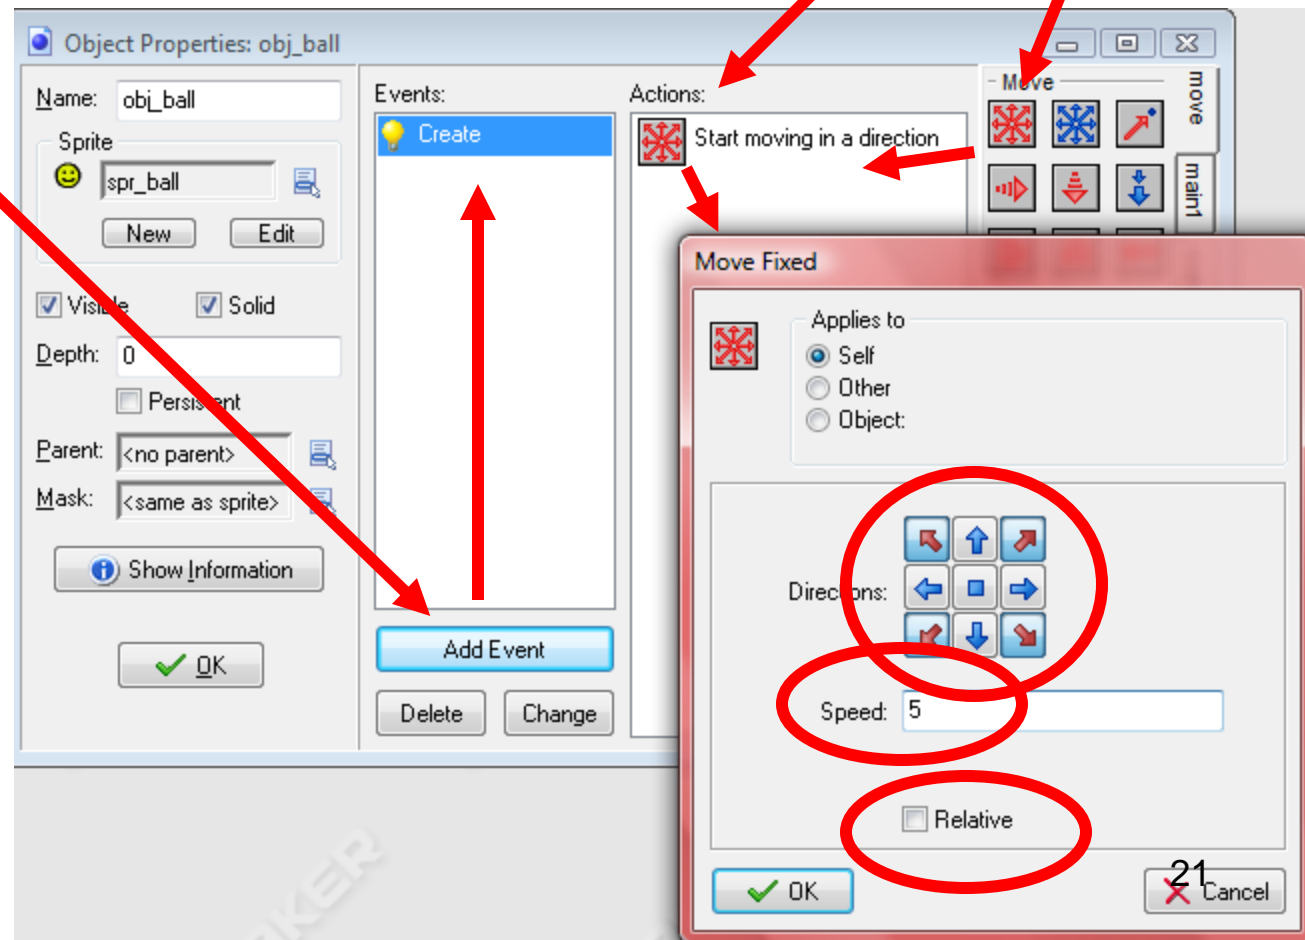 Object Properties: obj_ball
Name: obj_ball
Sprite
spr_ball
New Edit
Visible Solid
Depth: 0
Persistent
Parent: <no parent>
Mask: <same as sprite>
Show Information
OK
Events:
Create
Add Event
Delete Change
Actions:
Start moving in a direction
Move
move
main1
Move Fixed
Applies to
Self
Other
Object:
Directions:
Speed: 5
Relative
OK
Cancel
21